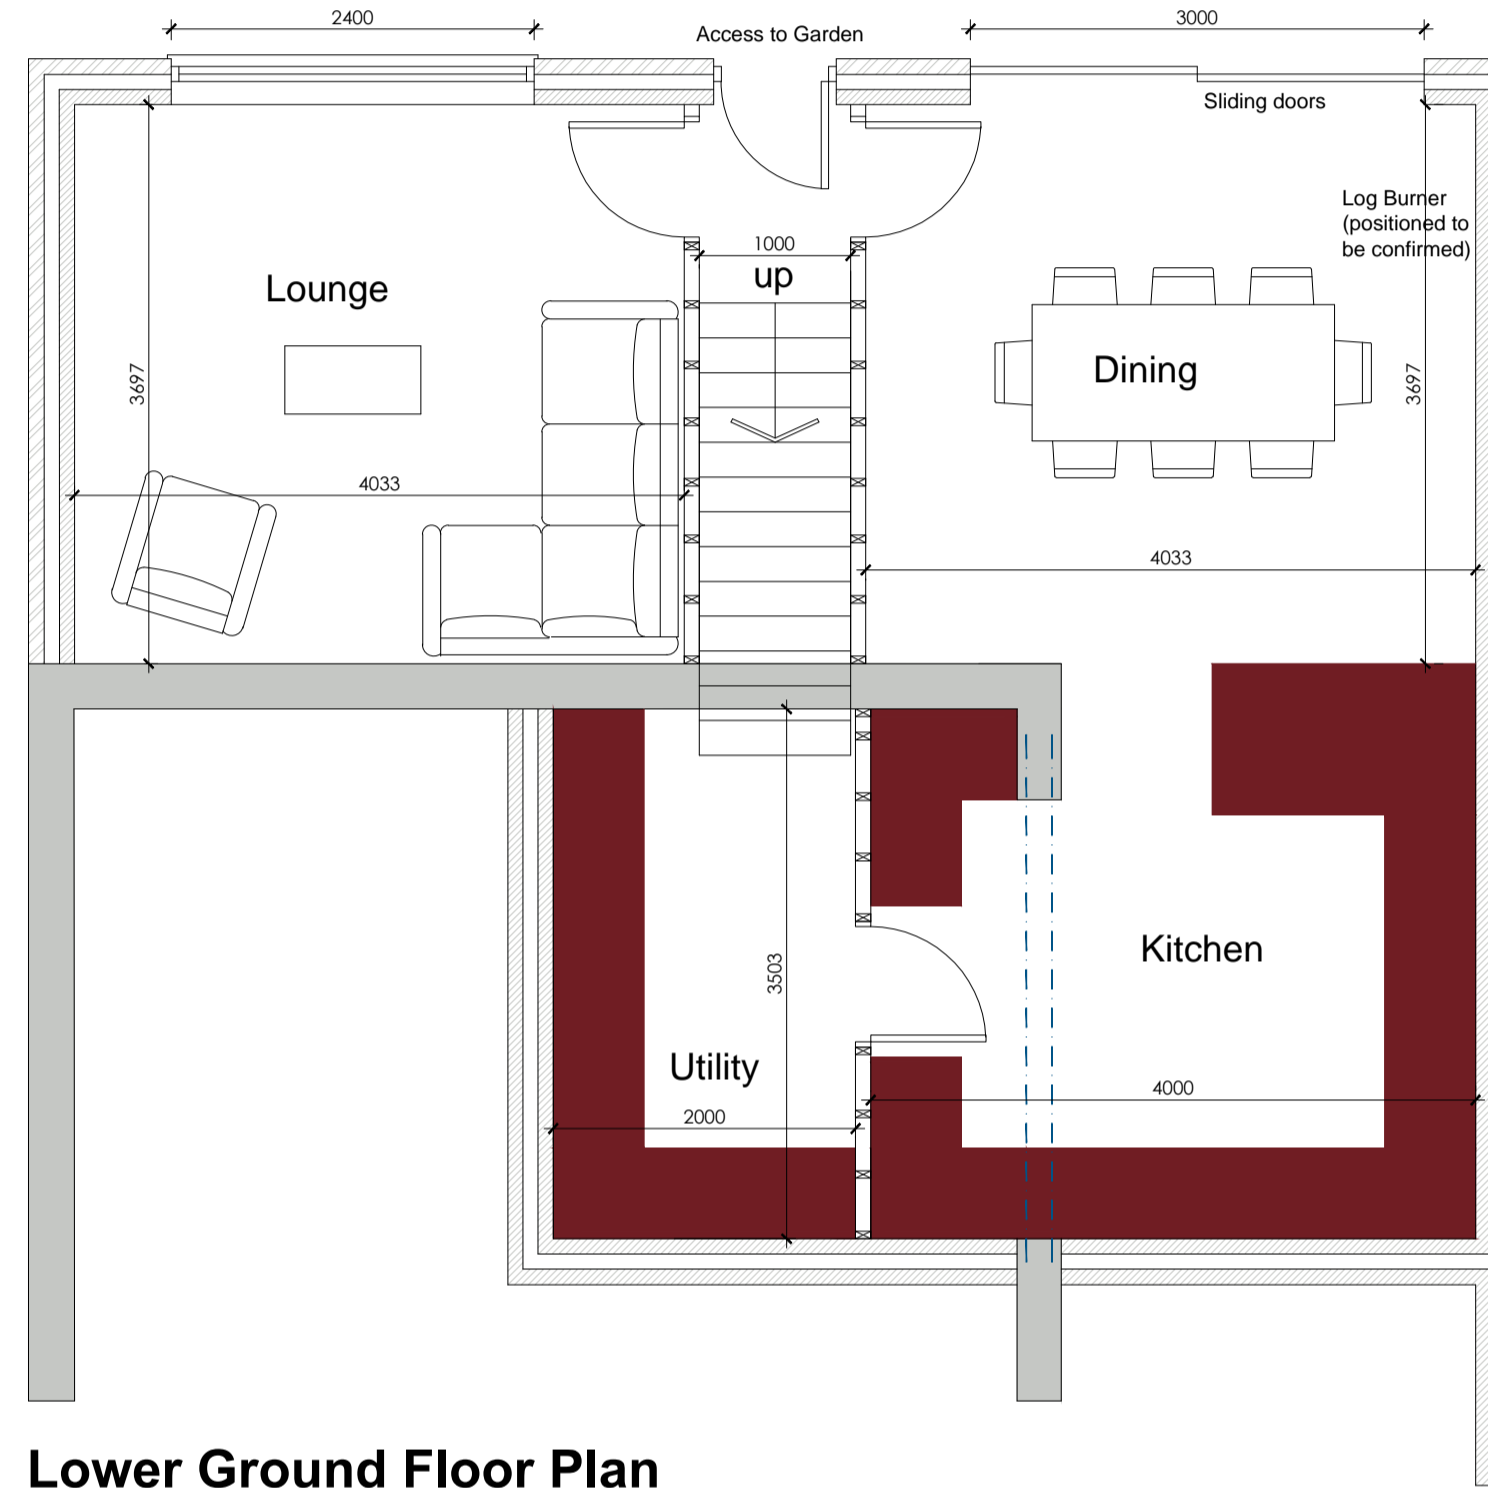 2400
Access to Garden
3000
Sliding doors
Log Burner
(positioned to
be confirmed)
1000
up
Lounge
Dining
3697
3697
4033
4033
3503
Kitchen
Utility
4000
2000
Lower Ground Floor Plan